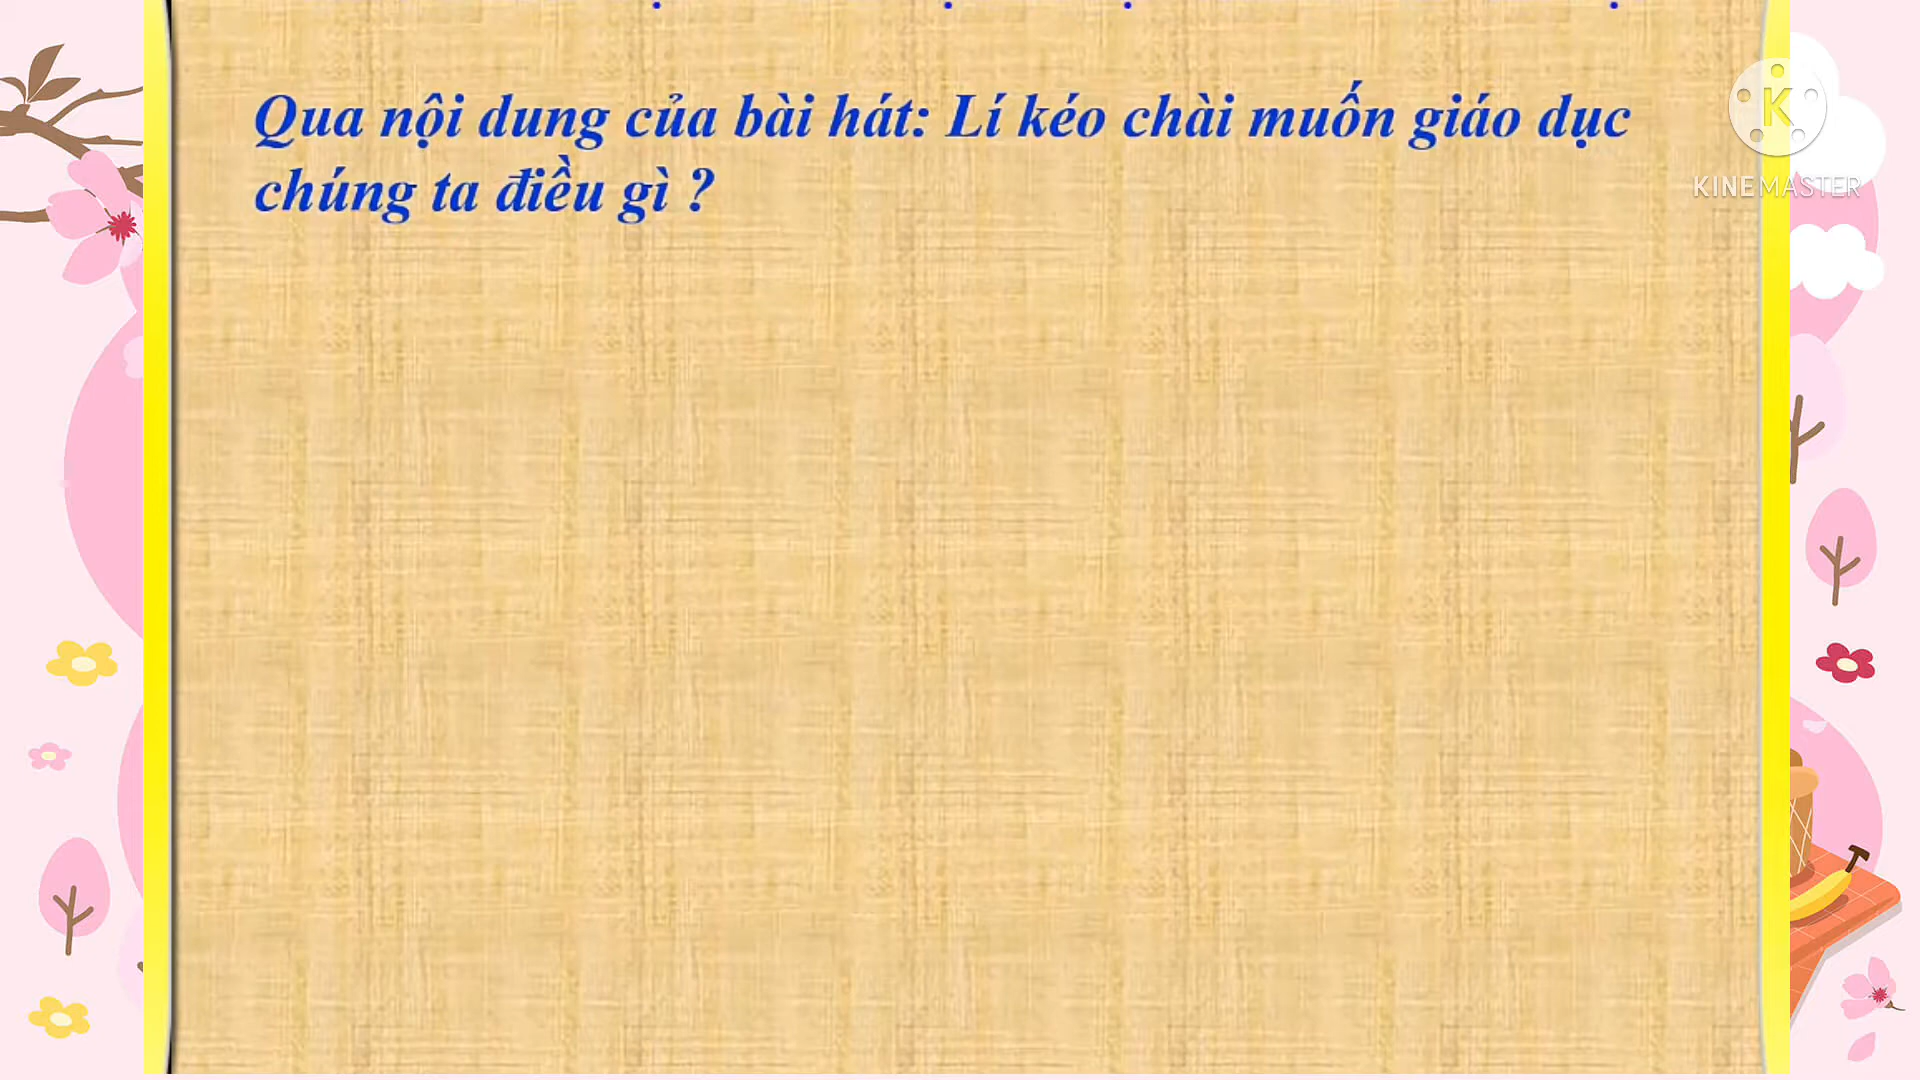 Qua nội dung của bài hát: Lí kéo chài muốn giáo dục
chúng ta điều gì ?
K
KINEMASTER